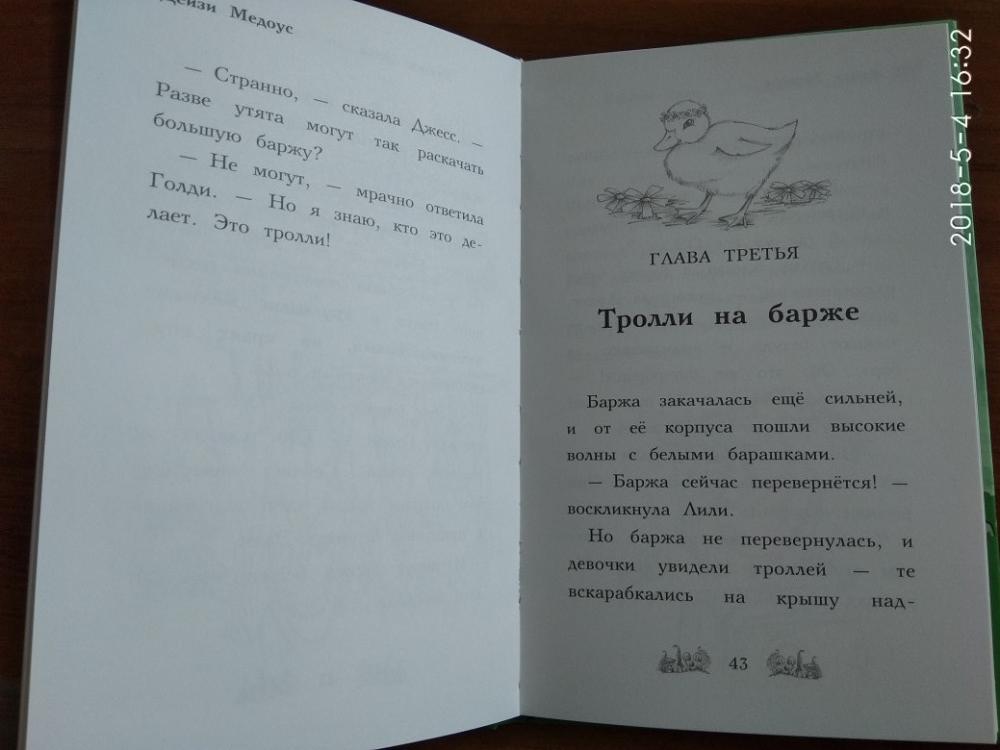 Дейзи Медоус
— Странно, — сказала Джесс. —
Разве утята могут так раскачать
большую баржу?
— Не могут, — мрачно ответила
Голди. — Но я знаю, кто это де-
лает. Это тролли!
ГЛАВА ТРЕТЬЯ
Тролли на барже
Баржа закачалась ещё сильней,
и от её корпуса пошли высокие
волны с белыми барашками.
— Баржа сейчас перевернётся! —
воскликнула Лили.
Но баржа не перевернулась, и
девочки увидели троллей — те
вскарабкались на крышу над-
43
2018-5-4 16:32